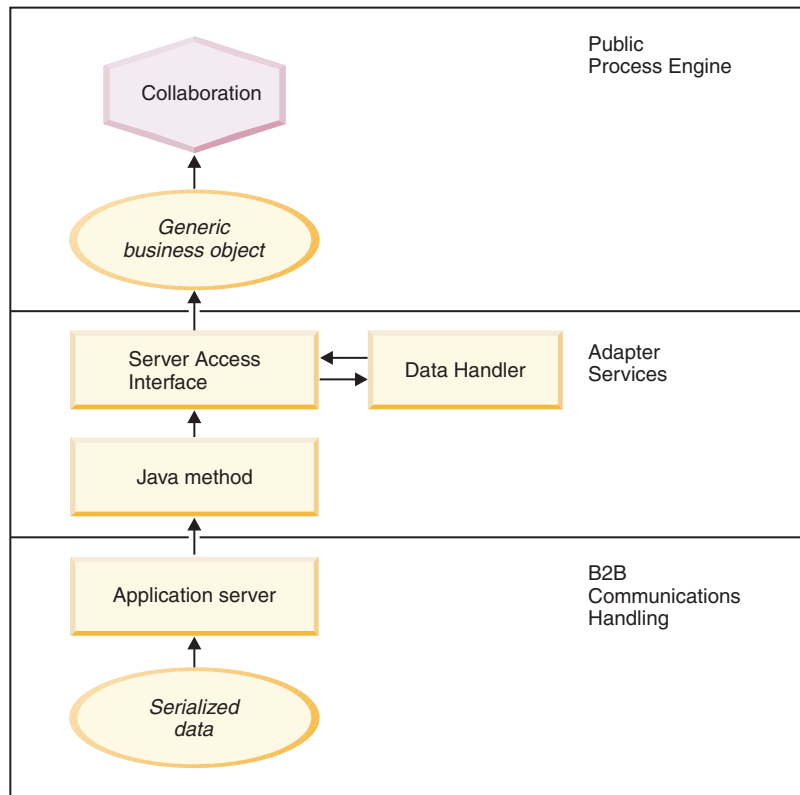 Public
Process Engine
Collaboration
Generic
business object
Server Access
Interface
Data Handler
Adapter
Services
Java method
B2B
Communications
Handling
Application server
Serialized
data